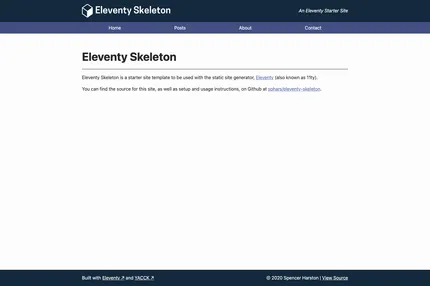 Eleventy Skeleton
An Eleventy Starter Site
Home Posts About Contact
Eleventy Skeleton
Eleventy Skeleton is a starter site template to be used with the static site generator, Eleventy (also known as 11ty).
You can find the source for this site, as well as setup and usage instructions, on Github at sphars/eleventy-skeleton.
Built with Eleventy ↗ and YACCK ↗
© 2020 Spencer Harston | View Source